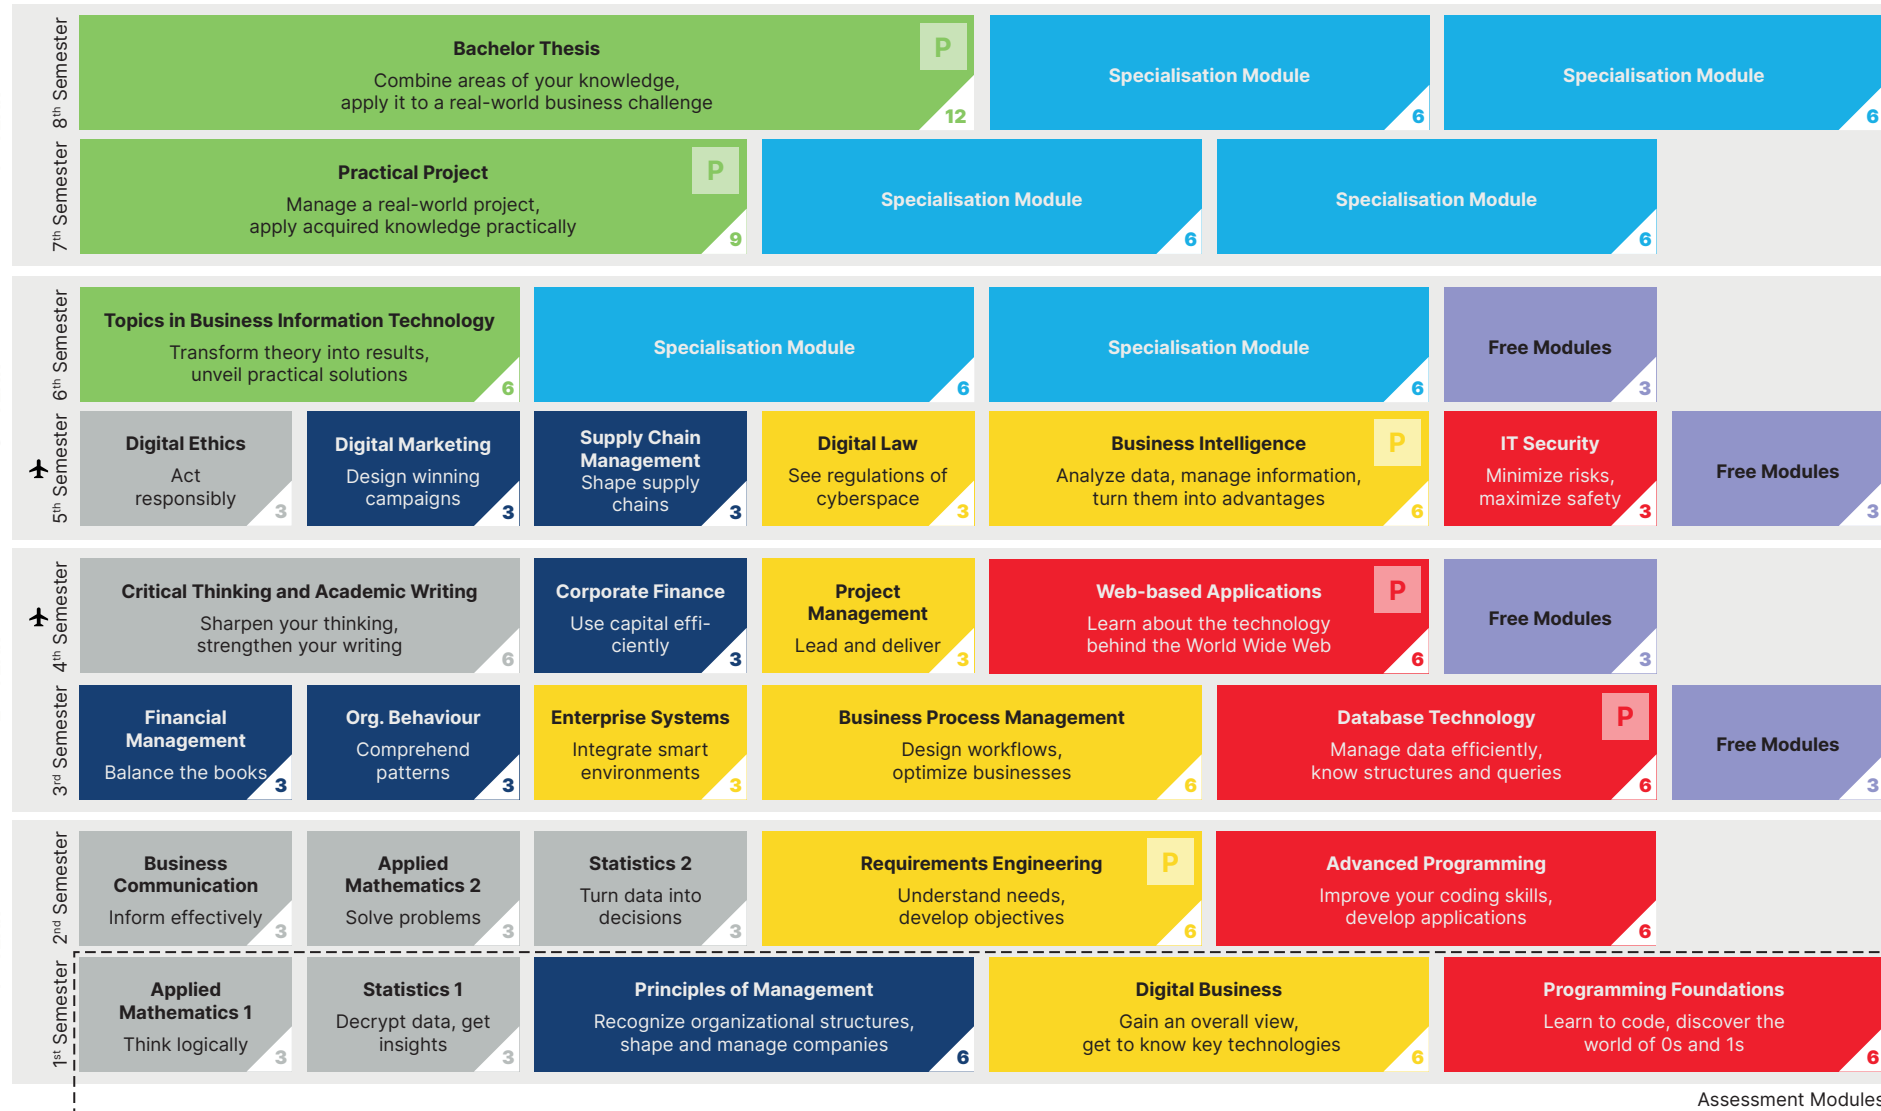 8th Semester
Bachelor Thesis
Combine areas of your knowledge,
apply it to a real-world business challenge
P
12
Specialisation Module
6
Specialisation Module
6
7th Semester
Practical Project
Manage a real-world project,
apply acquired knowledge practically
P
9
Specialisation Module
6
Specialisation Module
6
6th Semester
Topics in Business Information Technology
Transform theory into results,
unveil practical solutions
6
Specialisation Module
6
Specialisation Module
6
Free Modules
3
5th Semester
Digital Ethics
Act
responsibly
3
Digital Marketing
Design winning
campaigns
3
Supply Chain
Management
Shape supply
chains
3
Digital Law
See regulations of
cyberspace
3
Business Intelligence
Analyze data, manage information,
turn them into advantages
P
6
IT Security
Minimize risks,
maximize safety
3
Free Modules
3
4th Semester
Critical Thinking and Academic Writing
Sharpen your thinking,
strengthen your writing
6
Corporate Finance
Use capital effi-
ciently
3
Project
Management
Lead and deliver
3
Web-based Applications
Learn about the technology
behind the World Wide Web
P
6
Free Modules
3
3rd Semester
Financial
Management
Balance the books
3
Org. Behaviour
Comprehend
patterns
3
Enterprise Systems
Integrate smart
environments
3
Business Process Management
Design workflows,
optimize businesses
6
Database Technology
Manage data efficiently,
know structures and queries
P
6
Free Modules
3
2nd Semester
Business
Communication
Inform effectively
3
Applied
Mathematics 2
Solve problems
3
Statistics 2
Turn data into
decisions
3
Requirements Engineering
Understand needs,
develop objectives
P
6
Advanced Programming
Improve your coding skills,
develop applications
6
1st Semester
Applied
Mathematics 1
Think logically
3
Statistics 1
Decrypt data, get
insights
3
Principles of Management
Recognize organizational structures,
shape and manage companies
6
Digital Business
Gain an overall view,
get to know key technologies
6
Programming Foundations
Learn to code, discover the
world of 0s and 1s
6
Assessment Modules